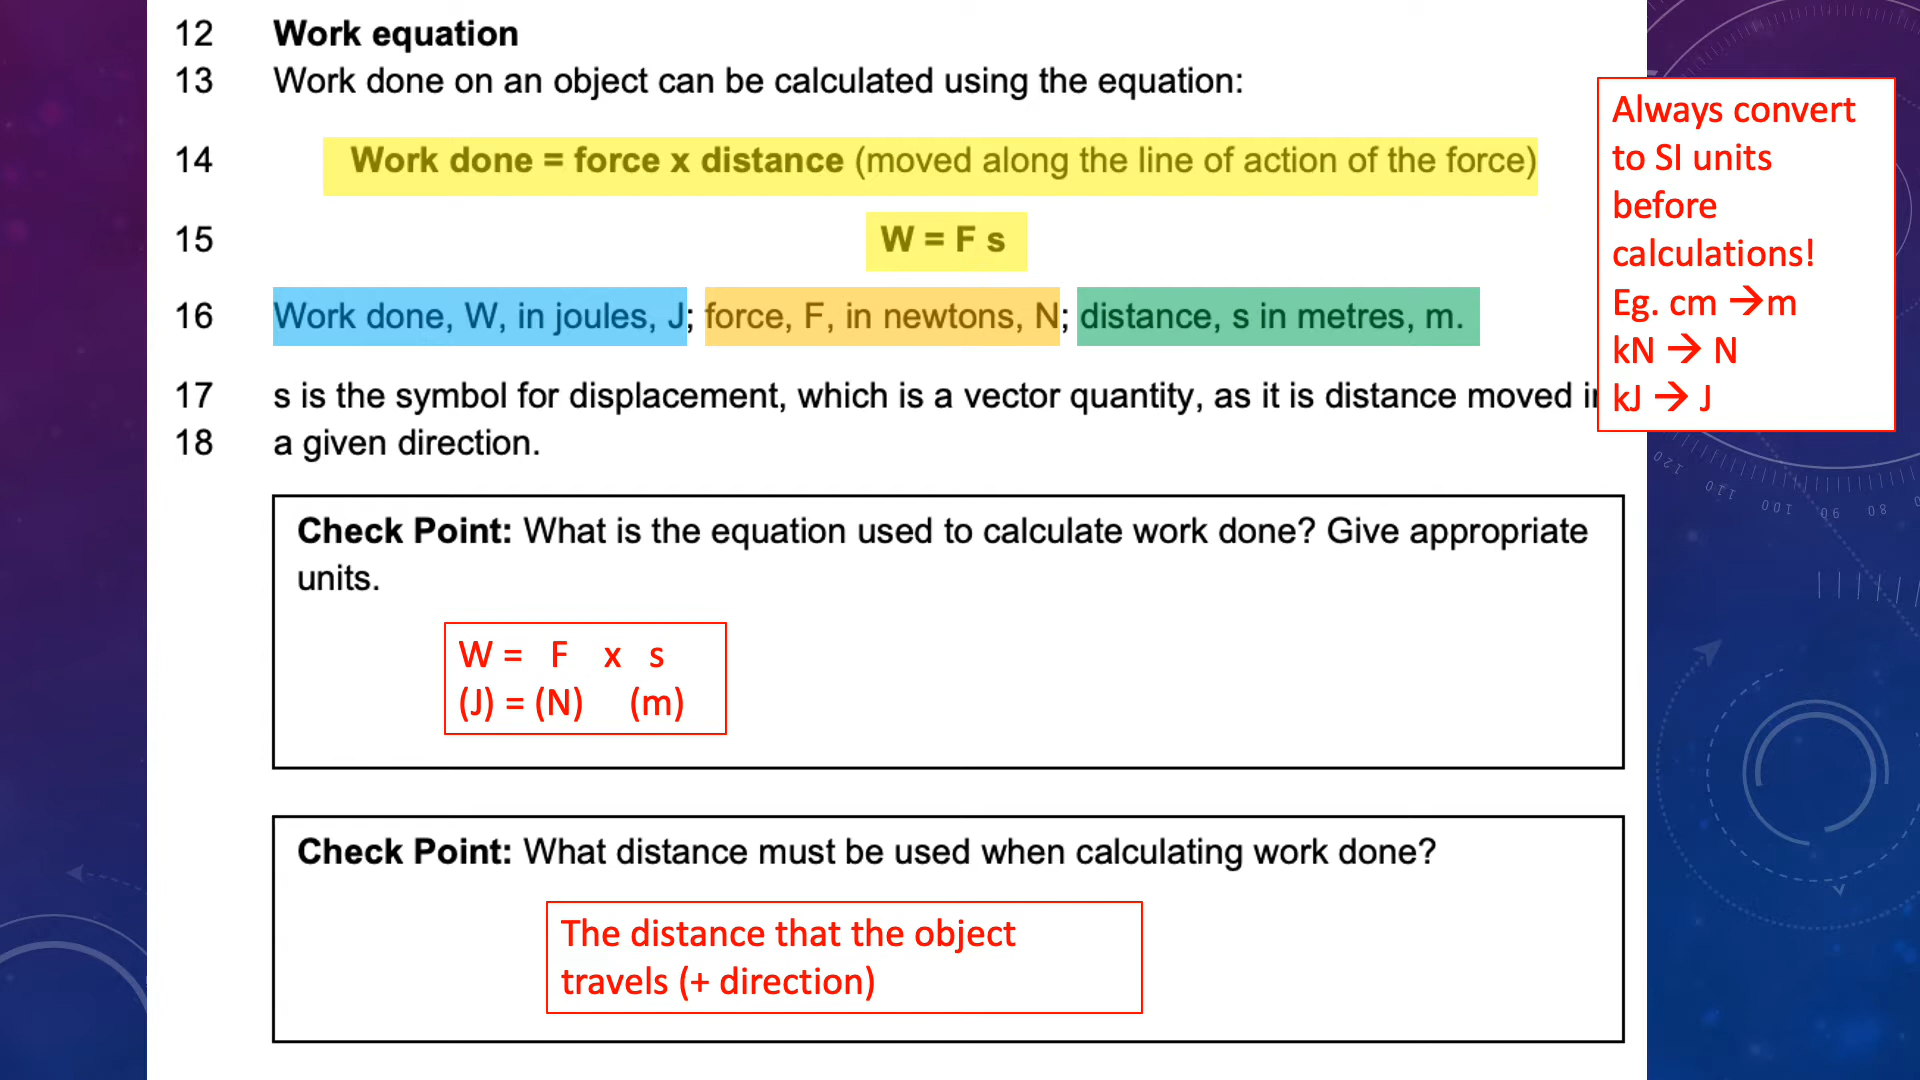 12 Work equation
13 Work done on an object can be calculated using the equation:
14 Work done = force x distance (moved along the line of action of the force)
15 W = F s
16 Work done, W, in joules, J; force, F, in newtons, N; distance, s in metres, m.
17 s is the symbol for displacement, which is a vector quantity, as it is distance moved
18 a given direction.
Always convert
to SI units
before
calculations!
Eg. cm →m
kN → N
kJ → J
Check Point: What is the equation used to calculate work done? Give appropriate
units.
W = F x s
(J) = (N) (m)
Check Point: What distance must be used when calculating work done?
The distance that the object
travels (+ direction)
120
110
100
90
80